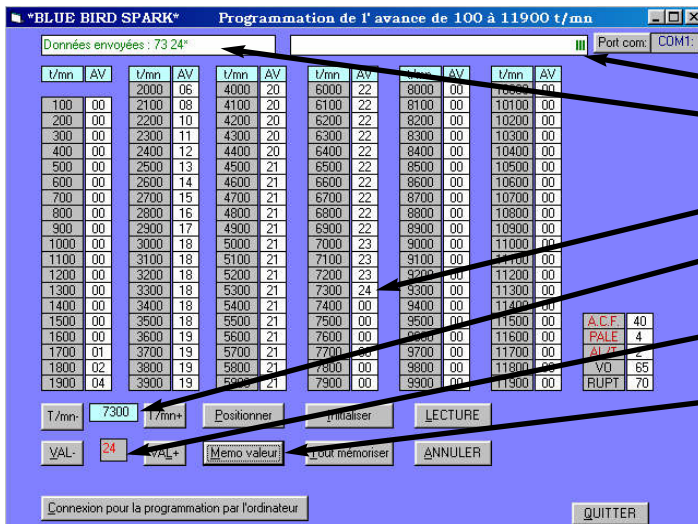 *BLUE BIRD SPARK* Programmation de l'avance de 100 à 11900 t/mn
Données envoyées : 73 24* Port com: COM1:
t/mn AV t/mn AV t/mn AV t/mn AV t/mn AV t/mn AV
2000 06 4000 20 6000 22 8000 00 00
100 00 2100 08 4100 20 6100 22 8100 00 10100 00
200 00 2200 10 4200 20 6200 22 8200 00 10200 00
300 00 2300 11 4300 20 6300 22 8300 00 10300 00
400 00 2400 12 4400 20 6400 22 8400 00 10400 00
500 00 2500 13 4500 21 6500 22 8500 00 10500 00
600 00 2600 14 4600 21 6600 22 8600 00 10600 00
700 00 2700 15 4700 21 6700 22 8700 00 10700 00
800 00 2800 16 4800 21 6800 22 8800 00 10800 00
900 00 2900 17 4900 21 6900 22 8900 00 10900 00
1000 00 3000 18 5000 21 7000 23 9000 00 11000 00
1100 00 3100 18 5100 21 7100 23 9100 00 00
1200 00 3200 18 5200 21 7200 23 9200 00 11200 00
1300 00 3300 18 5300 21 7300 24 9300 00 11300 00
1400 00 3400 18 5400 21 7400 00 9400 00 11400 00
1500 00 3500 18 5500 21 7500 00 9500 00 11500 00 A.C.F. 40
1600 00 3600 19 5600 21 7600 00 00 11600 00 PALE 4
1700 01 3700 19 5700 21 9700 00 11700 00 2
1800 02 3800 19 5800 21 7800 00 9800 00 11800 VO 65
1900 04 3900 19 21 7900 00 9900 00 11900 00 RUPT 70
T/mn- 7300 T/mn+ Positionner Initialiser LECTURE
VAL- 24 VAL+ Memo valeur Tout mémoriser ANNULER
Connexion pour la programmation par l'ordinateur QUITTER